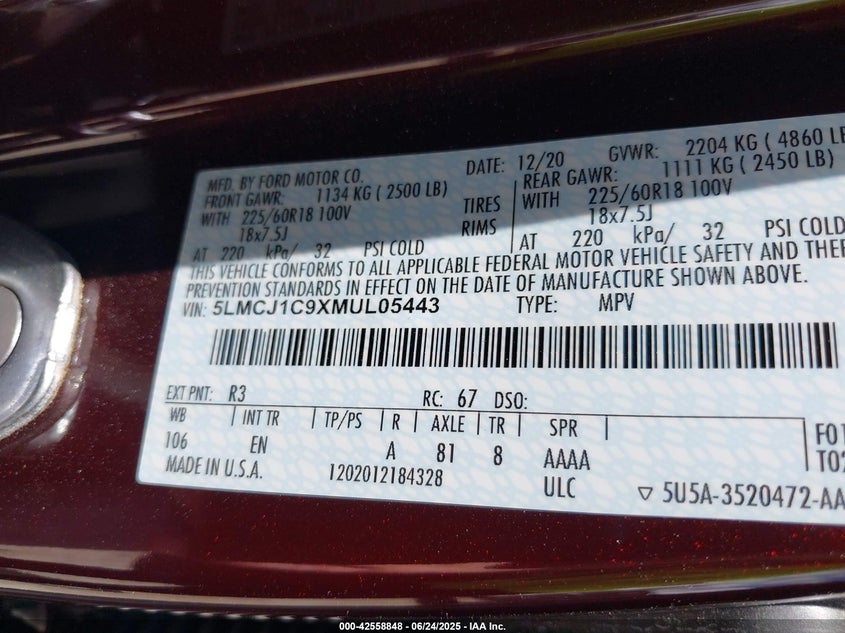 MFD. BY FORD MOTOR CO. DATE: 12/20 GVWR: 2204 KG ( 4860 LB
FRONT GAWR: 1134 KG ( 2500 LB) REAR GAWR: 1111 KG ( 2450 LB)
WITH 225/60R18 100V TIRES WITH 225/60R18 100V
18x7.5J RIMS 18x7.5J
AT 220 kPa/ 32 PSI COLD AT 220 kPa/ 32 PSI COLD
THIS VEHICLE CONFORMS TO ALL APPLICABLE FEDERAL MOTOR VEHICLE SAFETY AND THEF
PREVENTION STANDARDS IN EFFECT ON THE DATE OF MANUFACTURE SHOWN ABOVE.
VIN: 5LMCJ1C9XMUL05443 TYPE: MPV
EXT PNT: R3 RC: 67 DSO:
WB INT TR TP/PS R AXLE TR SPR
106 EN A 81 8 AAAA F01
T02
MADE IN U.S.A. 1202012184328 ULC ▽ 5U5A-3520472-AA
000-42558848 - 06/24/2025 - IAA Inc.